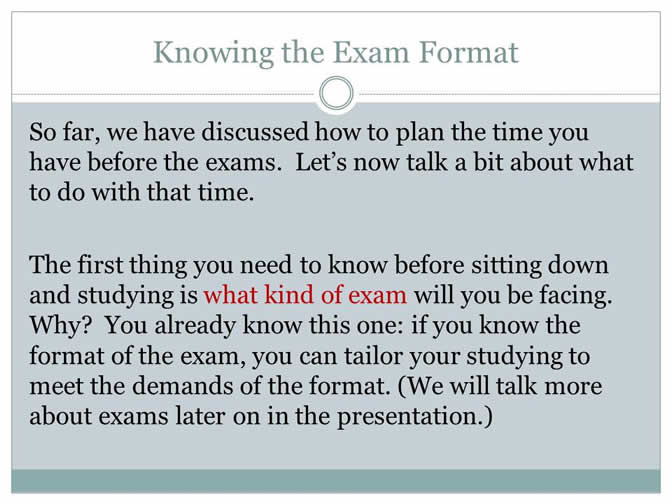 Knowing the Exam Format
So far, we have discussed how to plan the time you
have before the exams.  Let's now talk a bit about what
to do with that time.
The first thing you need to know before sitting down
and studying is what kind of exam will you be facing.
Why?  You already know this one: if you know the
format of the exam, you can tailor your studying to
meet the demands of the format. (We will talk more
about exams later on in the presentation.)